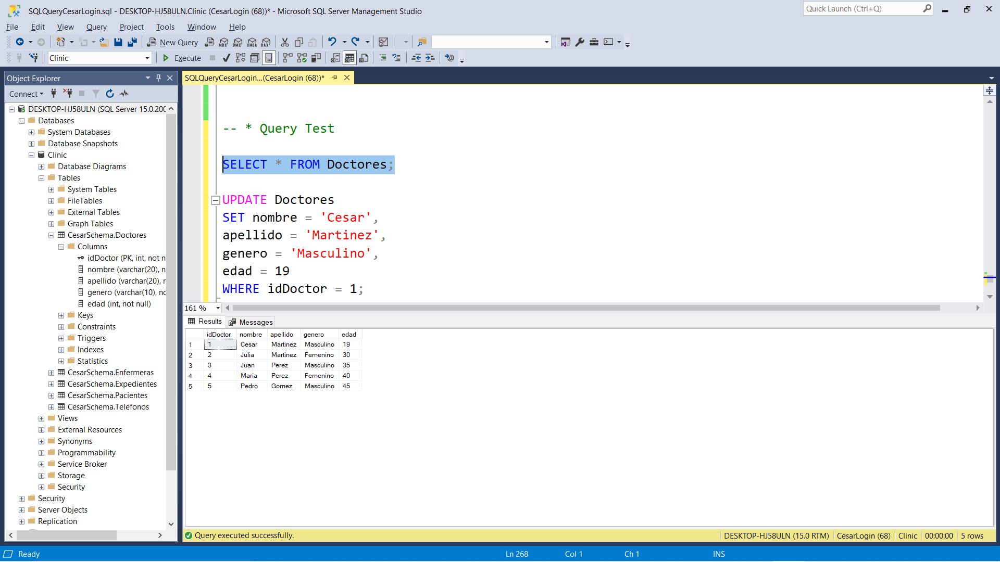 SQLQueryCesarLogin.sql - DESKTOP-HJ58ULN.Clinic (CesarLogin (68))* - Microsoft SQL Server Management Studio
Quick Launch (Ctrl+Q)
File Edit View Query Project Tools Window Help
New Query
MDX DMX XMLA DAX
Clinic
Execute
Object Explorer
Connect
DESKTOP-HJ58ULN (SQL Server 15.0.200
Databases
System Databases
Database Snapshots
Clinic
Database Diagrams
Tables
System Tables
FileTables
External Tables
Graph Tables
CesarSchema.Doctores
Columns
idDoctor (PK, int, not n
nombre (varchar(20), n
apellido (varchar(20), r
genero (varchar(10), nc
edad (int, not null)
Keys
Constraints
Triggers
Indexes
Statistics
CesarSchema.Enfermeras
CesarSchema.Expedientes
CesarSchema.Pacientes
CesarSchema.Telefonos
Views
External Resources
Synonyms
Programmability
Service Broker
Storage
Security
Security
Server Objects
Replication
SQLQueryCesarLogin...(CesarLogin (68))*
-- * Query Test
SELECT * FROM Doctores;
UPDATE Doctores
SET nombre = 'Cesar',
apellido = 'Martinez',
genero = 'Masculino',
edad = 19
WHERE idDoctor = 1;
161 %
Results Messages
idDoctor nombre apellido genero edad
1 1 Cesar Martinez Masculino 19
2 2 Julia Martinez Femenino 30
3 3 Juan Perez Masculino 35
4 4 Maria Perez Femenino 40
5 5 Pedro Gomez Masculino 45
Query executed successfully.
DESKTOP-HJ58ULN (15.0 RTM) CesarLogin (68) Clinic 00:00:00 5 rows
Ready
Ln 268 Col 1 Ch 1 INS